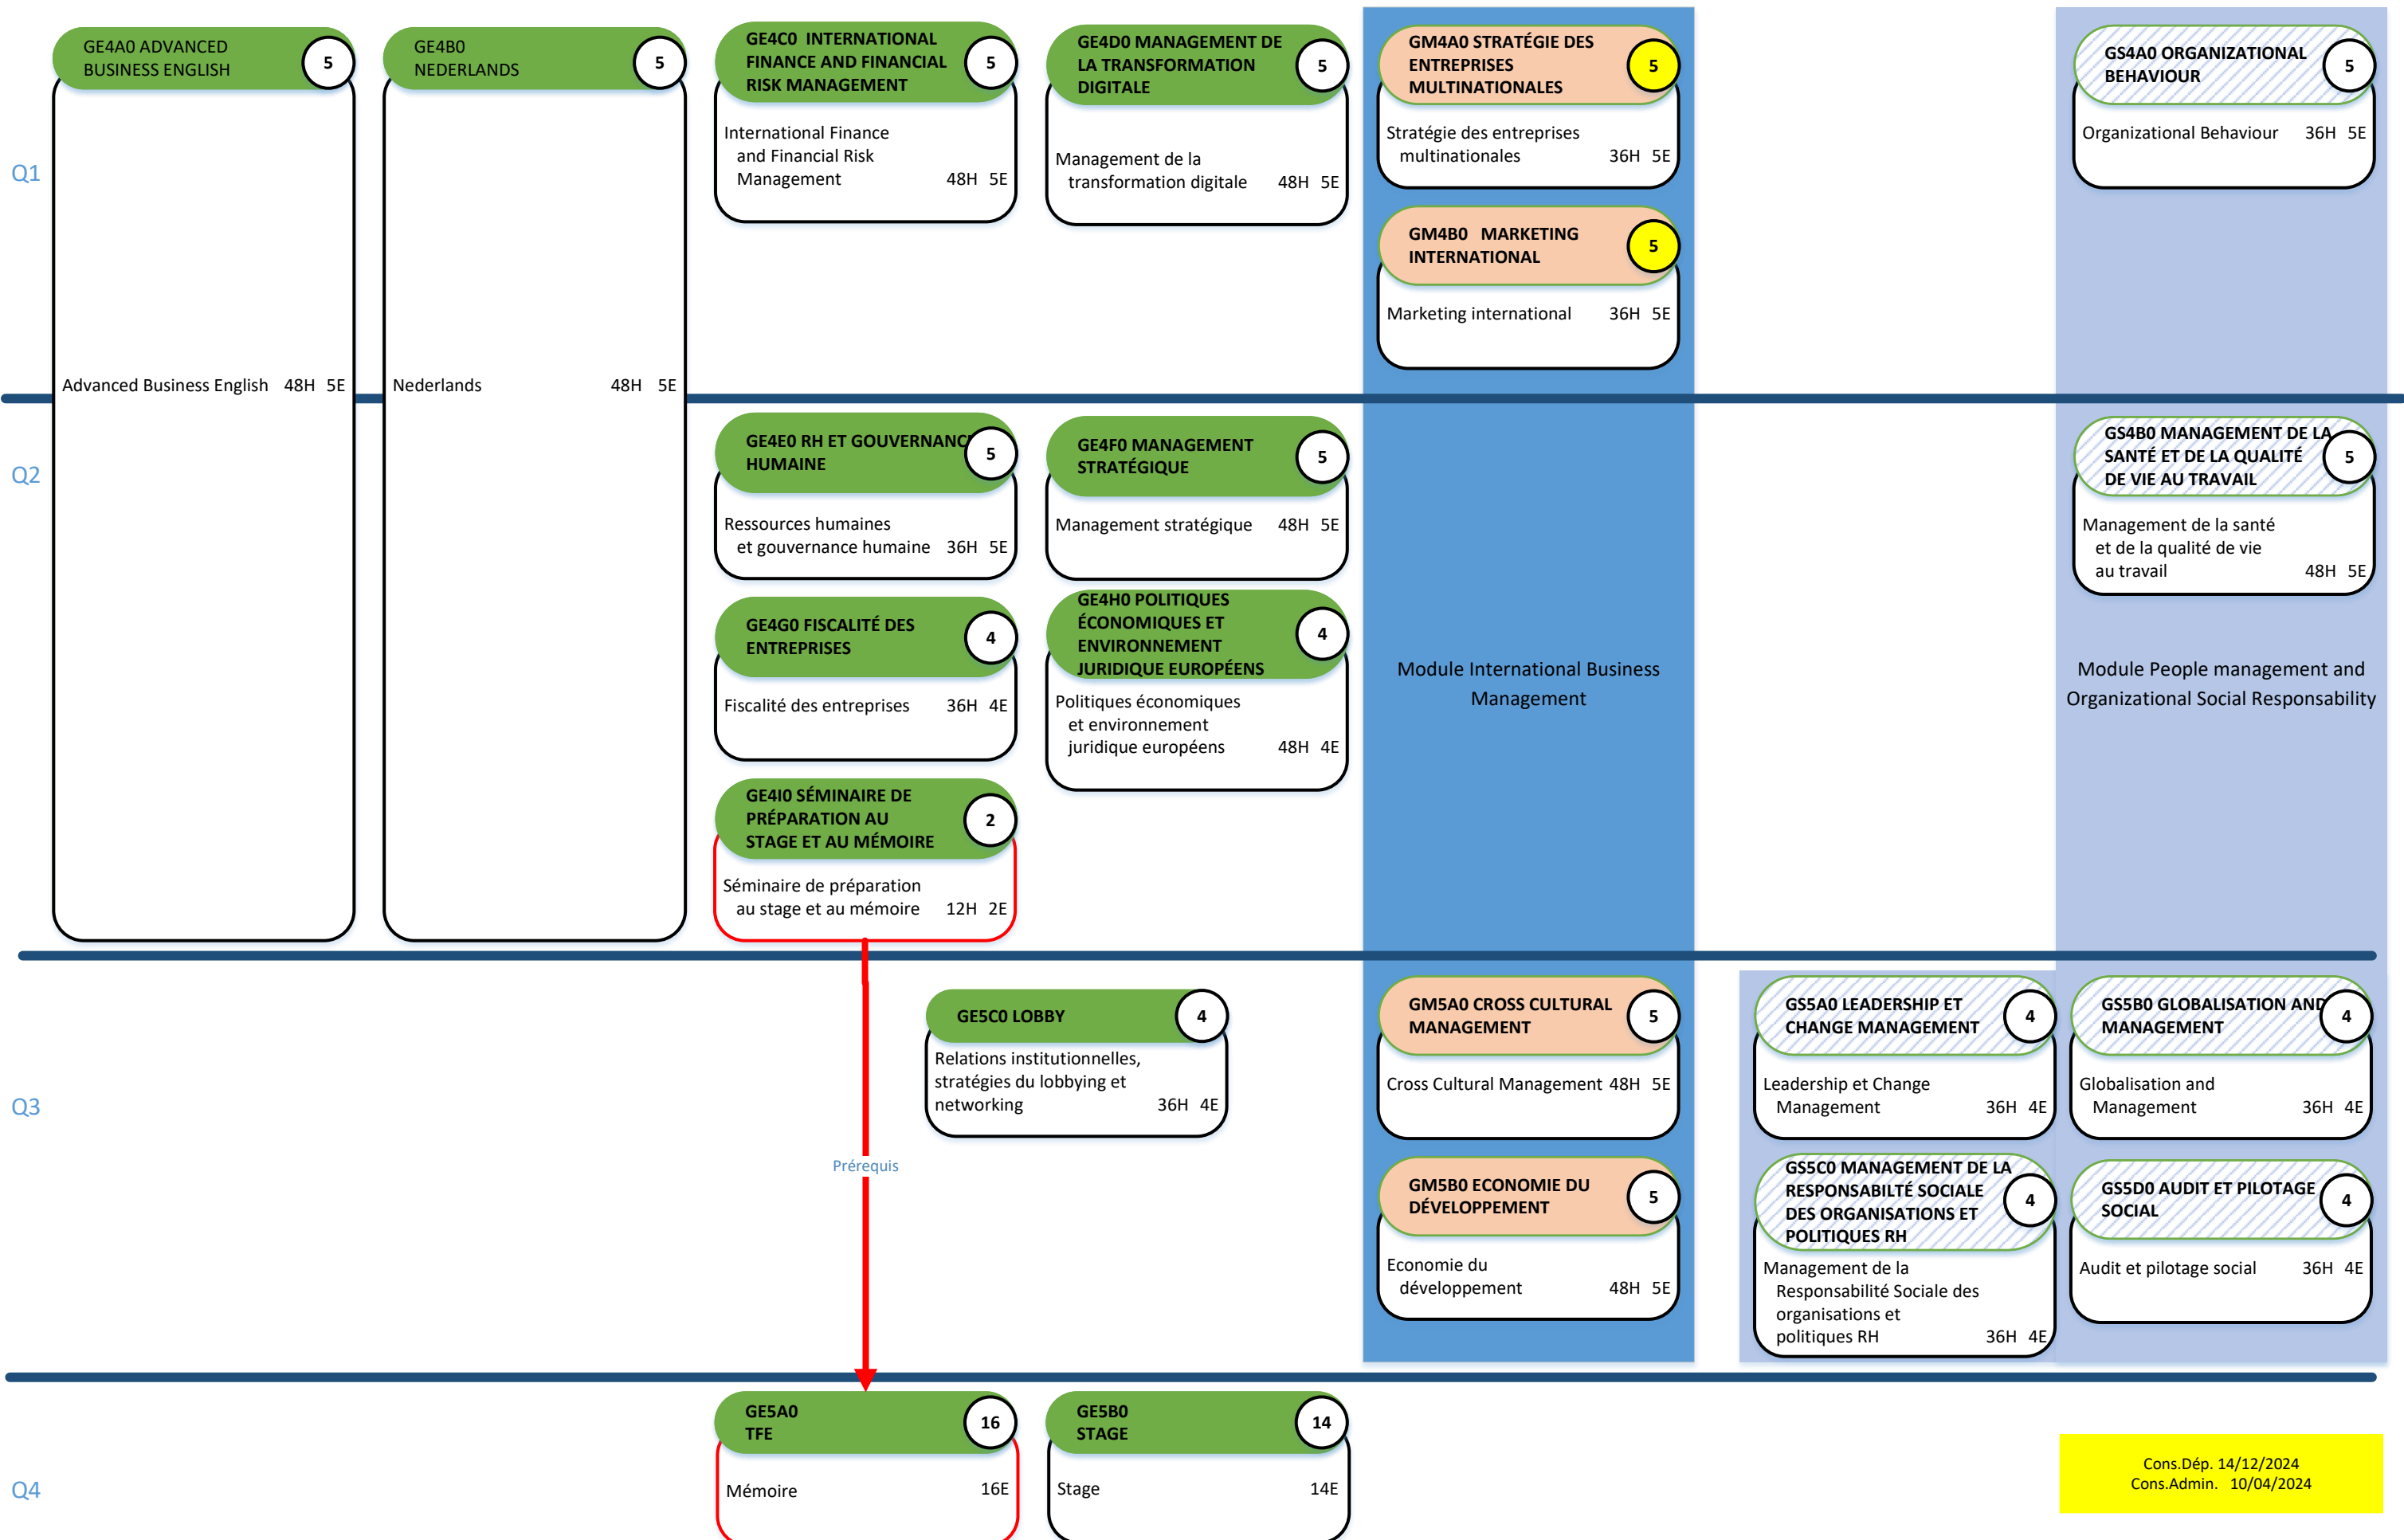 GE4A0 ADVANCED
BUSINESS ENGLISH
5
GE4B0
NEDERLANDS
5
GE4C0 INTERNATIONAL
FINANCE AND FINANCIAL
RISK MANAGEMENT
5
GE4D0 MANAGEMENT DE
LA TRANSFORMATION
DIGITALE
5
GM4A0 STRATÉGIE DES
ENTREPRISES
MULTINATIONALES
5
GS4A0 ORGANIZATIONAL
BEHAVIOUR
5
Q1
International Finance
and Financial Risk
Management 48H 5E
Management de la
transformation digitale 48H 5E
Stratégie des entreprises
multinationales 36H 5E
Organizational Behaviour 36H 5E
GM4B0 MARKETING
INTERNATIONAL
5
Marketing international 36H 5E
Advanced Business English 48H 5E
Nederlands 48H 5E
Q2
GE4E0 RH ET GOUVERNANC
HUMAINE
5
Ressources humaines
et gouvernance humaine 36H 5E
GE4F0 MANAGEMENT
STRATÉGIQUE
5
Management stratégique 48H 5E
GS4B0 MANAGEMENT DE LA
SANTÉ ET DE LA QUALITÉ
DE VIE AU TRAVAIL
5
Management de la santé
et de la qualité de vie
au travail 48H 5E
GE4G0 FISCALITÉ DES
ENTREPRISES
4
Fiscalité des entreprises 36H 4E
GE4H0 POLITIQUES
ÉCONOMIQUES ET
ENVIRONNEMENT
JURIDIQUE EUROPÉENS
4
Politiques économiques
et environnement
juridique européens 48H 4E
Module International Business
Management
Module People management and
Organizational Social Responsability
GE4I0 SÉMINAIRE DE
PRÉPARATION AU
STAGE ET AU MÉMOIRE
2
Séminaire de préparation
au stage et au mémoire 12H 2E
Q3
GE5C0 LOBBY
4
Relations institutionnelles,
stratégies du lobbying et
networking 36H 4E
GM5A0 CROSS CULTURAL
MANAGEMENT
5
Cross Cultural Management 48H 5E
GS5A0 LEADERSHIP ET
CHANGE MANAGEMENT
4
Leadership et Change
Management 36H 4E
GS5B0 GLOBALISATION AND
MANAGEMENT
4
Globalisation and
Management 36H 4E
Prérequis
GM5B0 ECONOMIE DU
DÉVELOPPEMENT
5
Economie du
développement 48H 5E
GS5C0 MANAGEMENT DE LA
RESPONSABILTÉ SOCIALE
DES ORGANISATIONS ET
POLITIQUES RH
4
Management de la
Responsabilité Sociale des
organisations et
politiques RH 36H 4E
GS5D0 AUDIT ET PILOTAGE
SOCIAL
4
Audit et pilotage social 36H 4E
Q4
GE5A0
TFE
16
Mémoire 16E
GE5B0
STAGE
14
Stage 14E
Cons.Dép. 14/12/2024
Cons.Admin. 10/04/2024